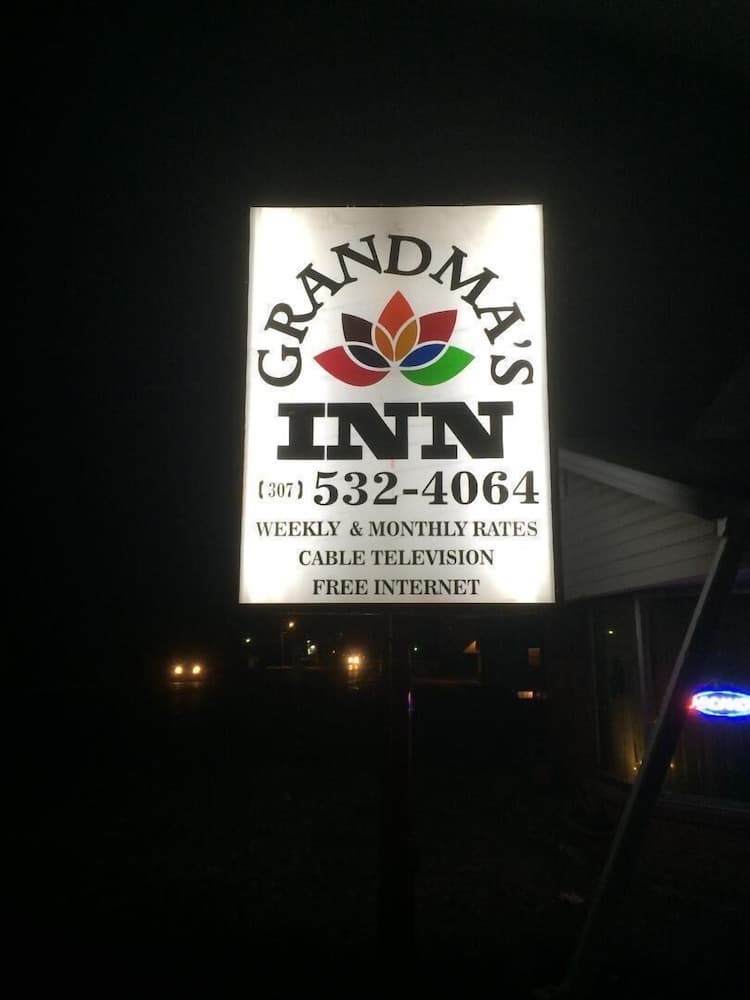 GRANDMA'S
INN
(307) 532-4064
WEEKLY & MONTHLY RATES
CABLE TELEVISION
FREE INTERNET